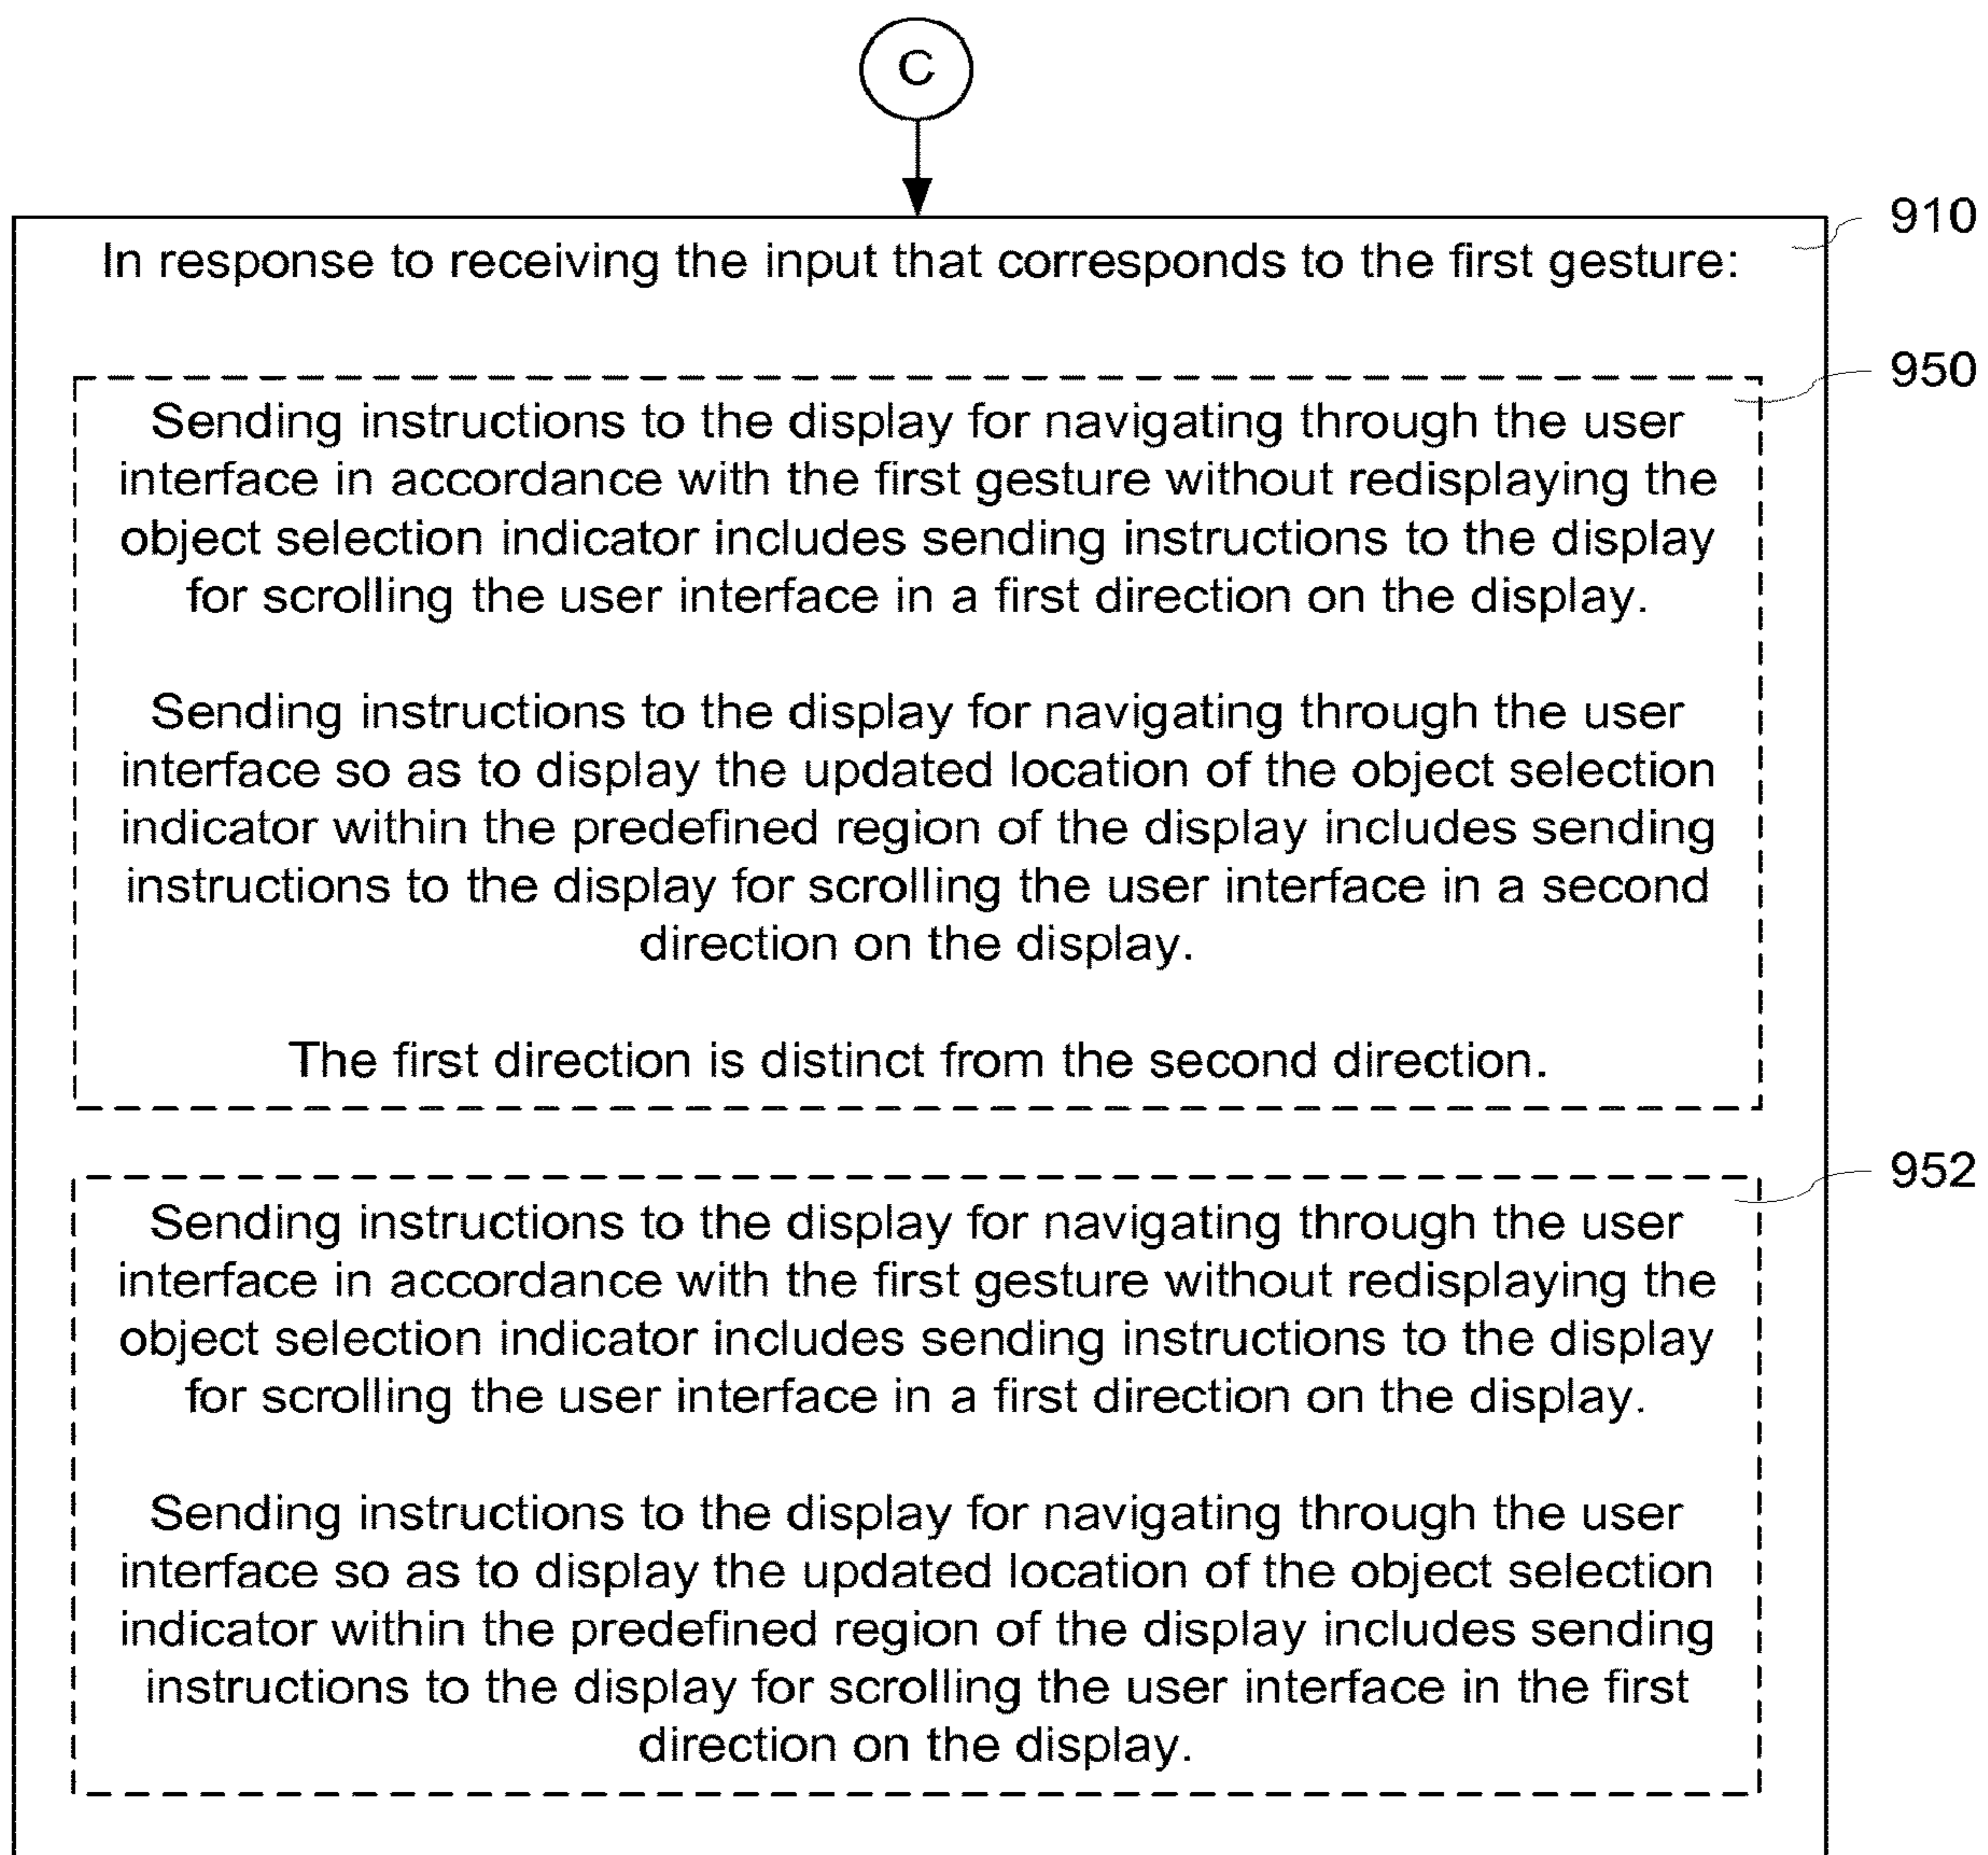 C
910
In response to receiving the input that corresponds to the first gesture:
950
Sending instructions to the display for navigating through the user
interface in accordance with the first gesture without redisplaying the
object selection indicator includes sending instructions to the display
for scrolling the user interface in a first direction on the display.
Sending instructions to the display for navigating through the user
interface so as to display the updated location of the object selection
indicator within the predefined region of the display includes sending
instructions to the display for scrolling the user interface in a second
direction on the display.
The first direction is distinct from the second direction.
952
Sending instructions to the display for navigating through the user
interface in accordance with the first gesture without redisplaying the
object selection indicator includes sending instructions to the display
for scrolling the user interface in a first direction on the display.
Sending instructions to the display for navigating through the user
interface so as to display the updated location of the object selection
indicator within the predefined region of the display includes sending
instructions to the display for scrolling the user interface in the first
direction on the display.